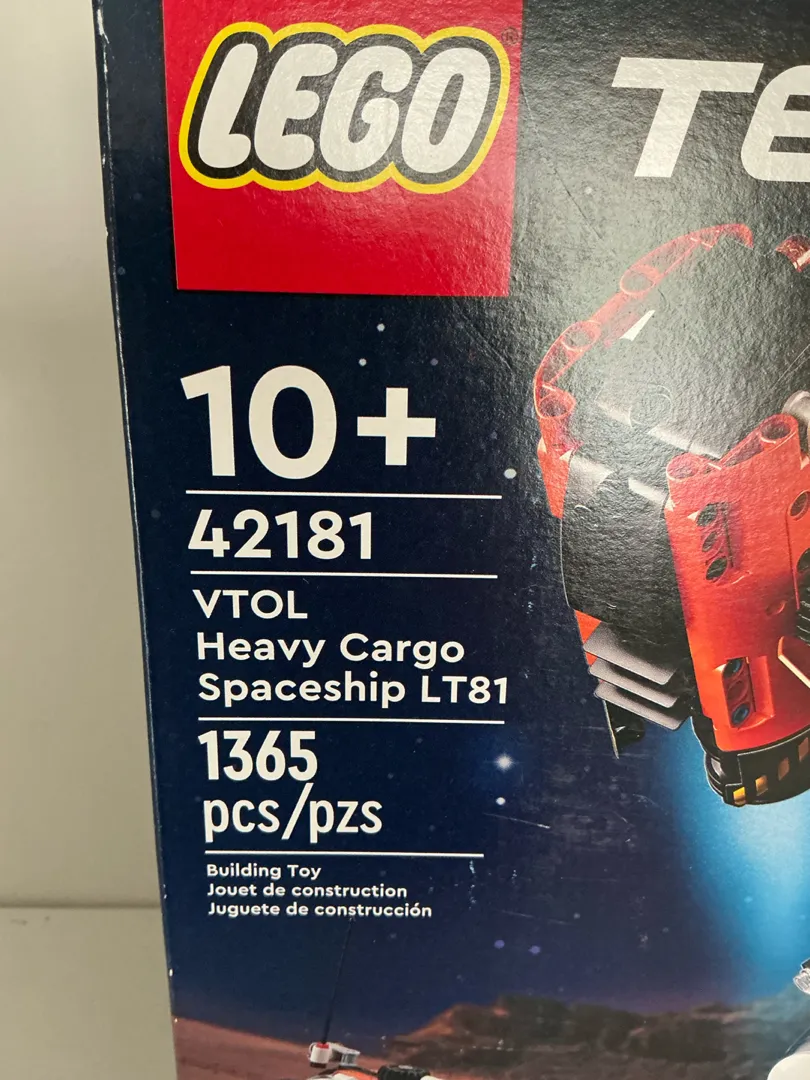 LEGO®
TE
10+
42181
VTOL
Heavy Cargo
Spaceship LT81
1365
pcs/pzs
Building Toy
Jouet de construction
Juguete de construcción